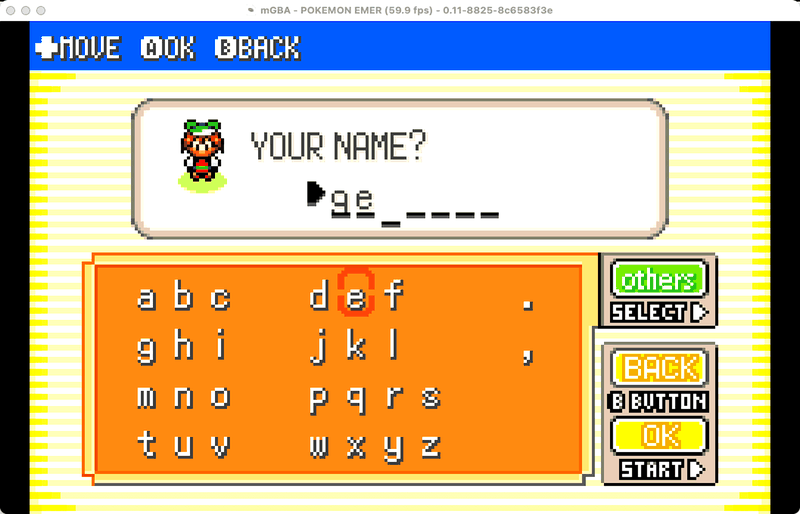 mGBA - POKEMON EMER (59.9 fps) - 0.11-8825-8c6583f3e
MOVE A OK B BACK
YOUR NAME?
ge_ _ _ _ _
a b c d e f .
g h i j k l ,
m n o p q r s
t u v w x y z
others
SELECT
BACK
B BUTTON
OK
START